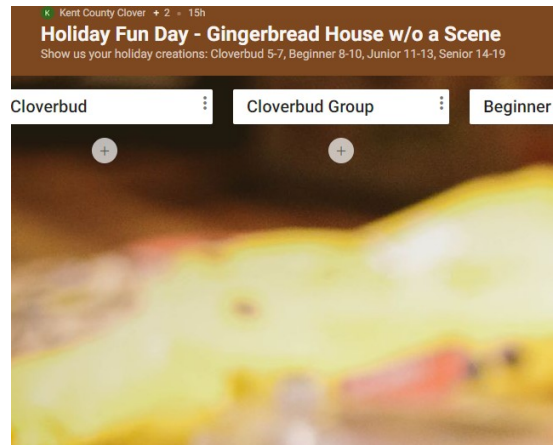 K Kent County Clover + 2 • 15h
Holiday Fun Day - Gingerbread House w/o a Scene
Show us your holiday creations: Cloverbud 5-7, Beginner 8-10, Junior 11-13, Senior 14-19
Cloverbud
Cloverbud Group
Beginner